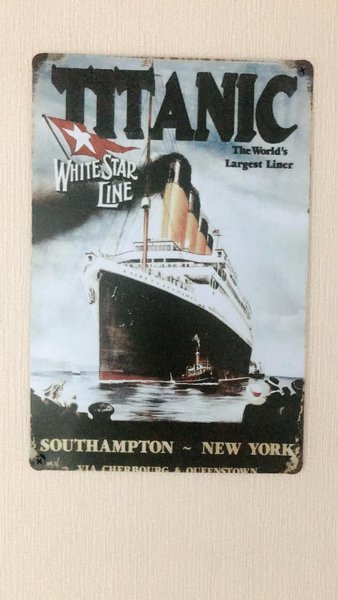 TITANIC
The World's
Largest Liner
WHITE STAR
LINE
SOUTHAMPTON ~ NEW YORK
VIA CHERBOURG & QUEENSTOWN